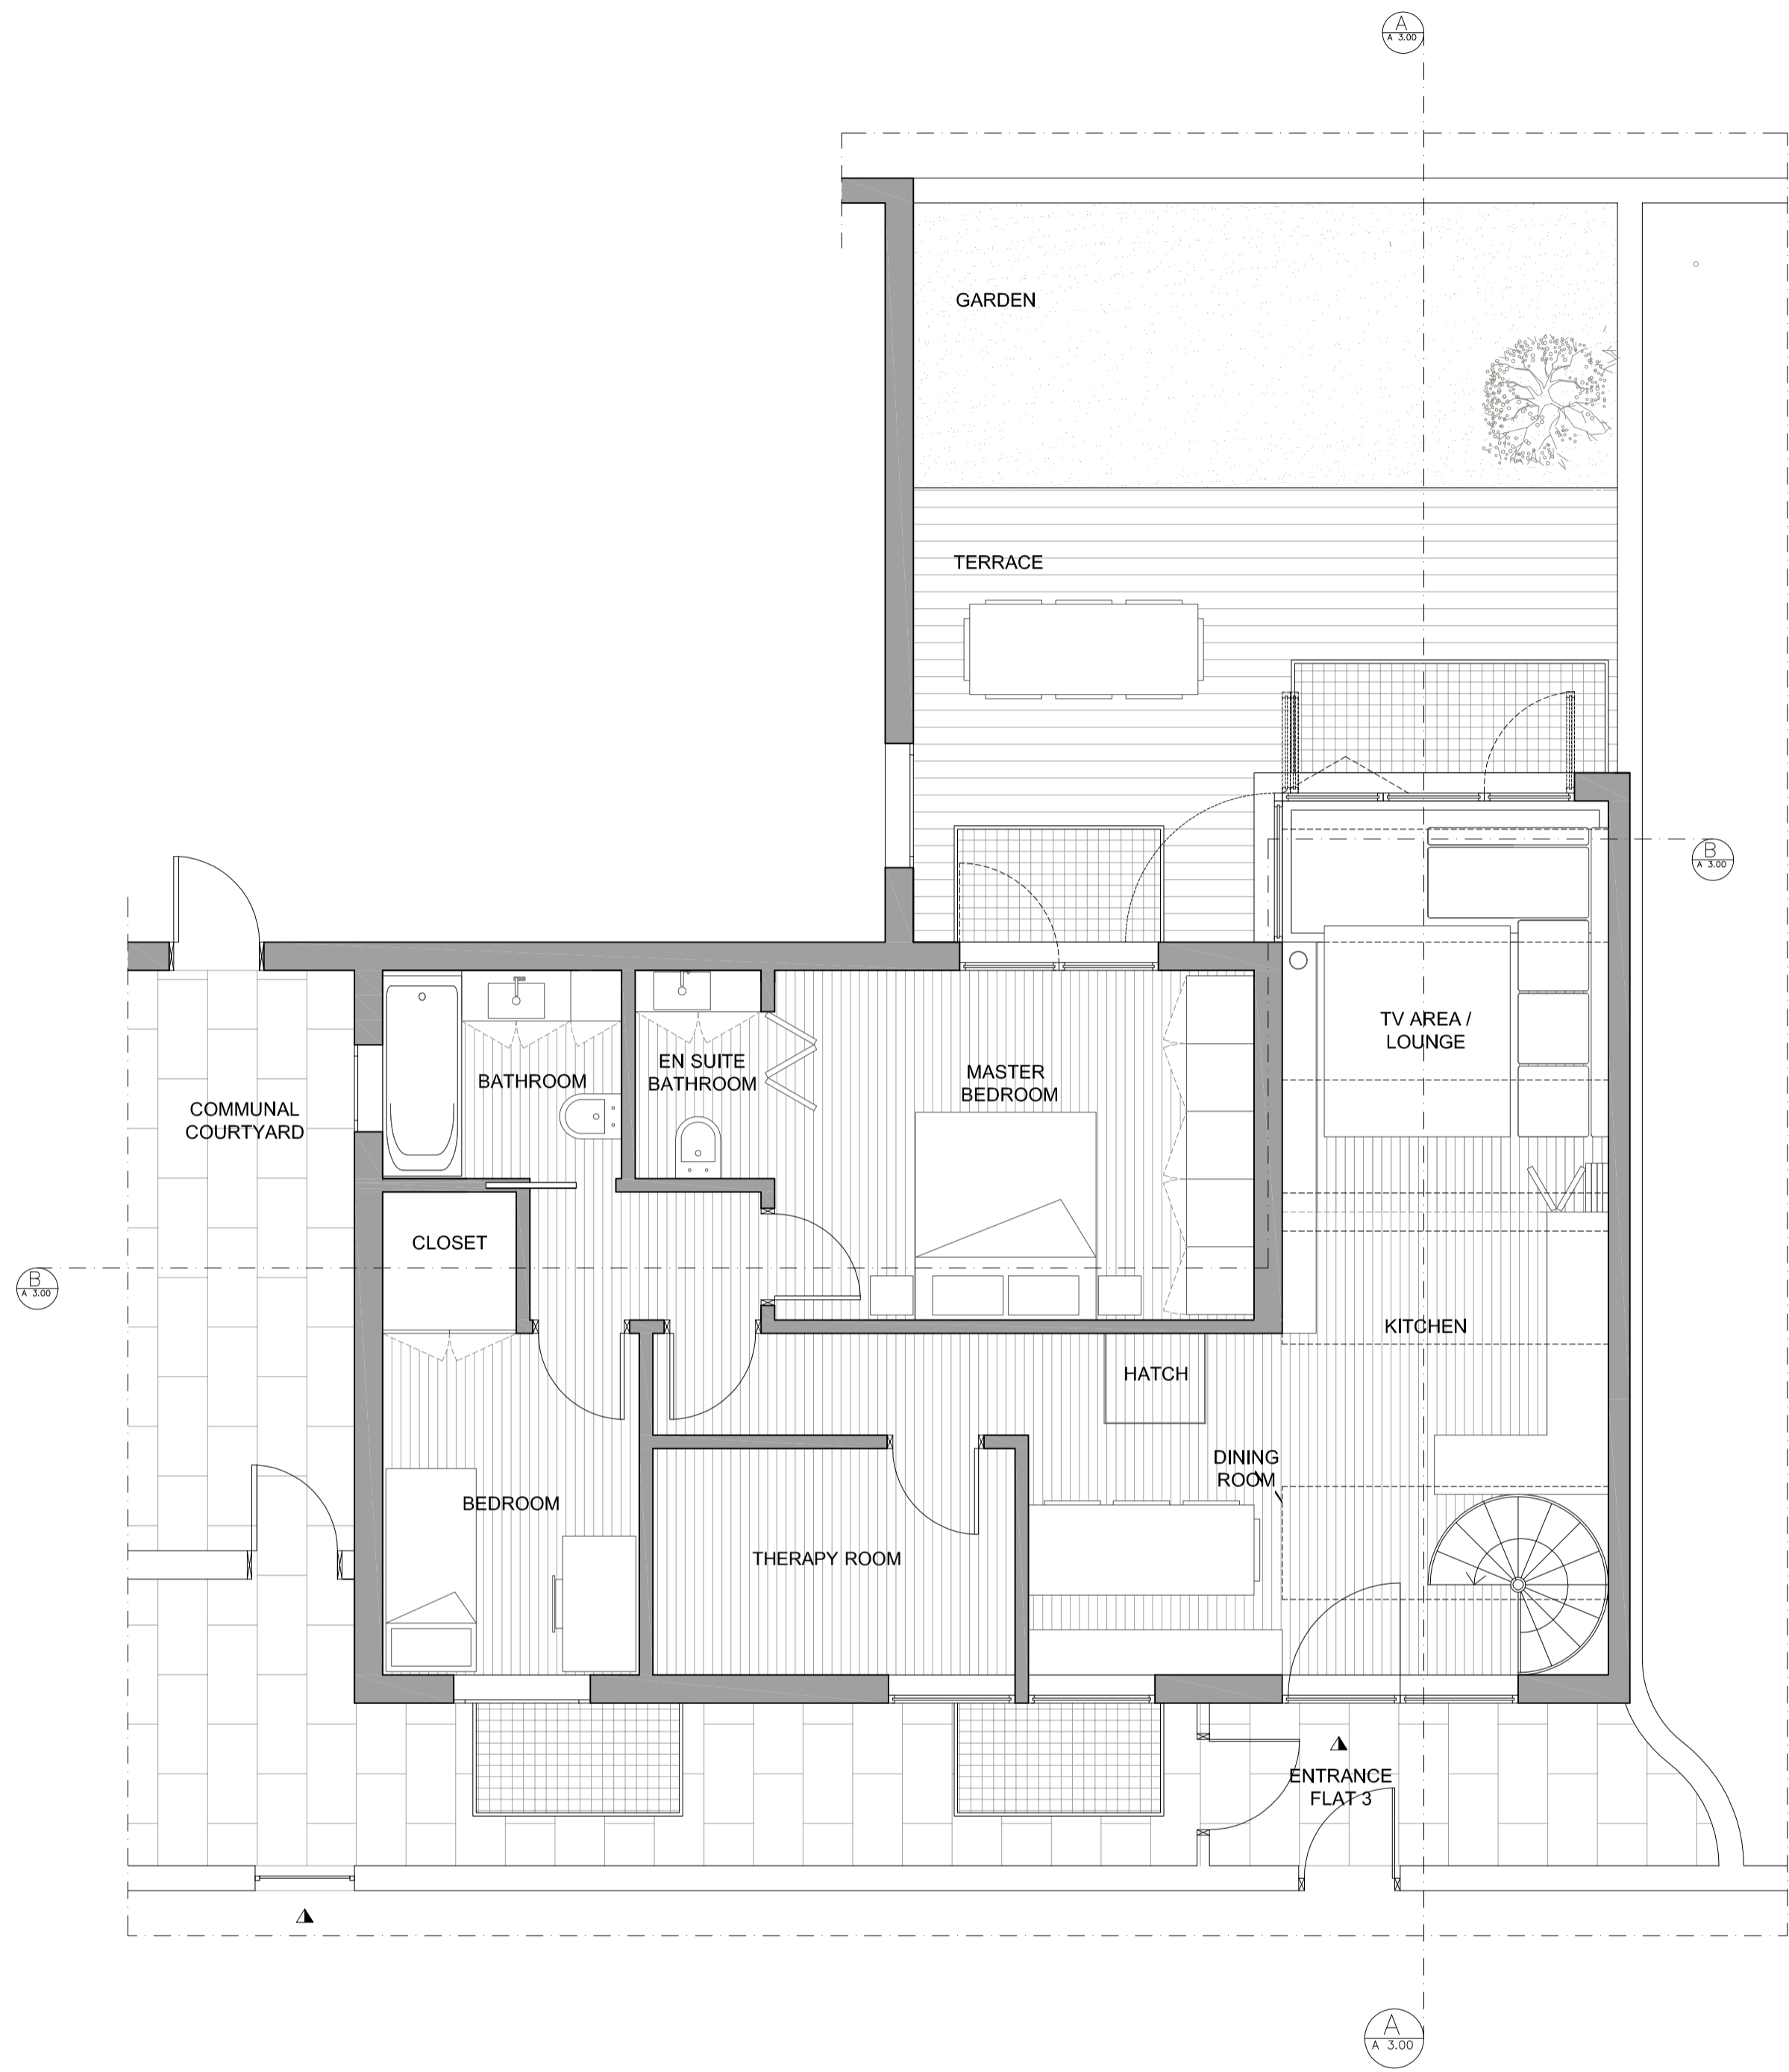 A
A 3.00
GARDEN
TERRACE
B
A 3.00
TV AREA /
LOUNGE
EN SUITE
BATHROOM
BATHROOM
MASTER
BEDROOM
COMMUNAL
COURTYARD
CLOSET
B
A 3.00
KITCHEN
HATCH
DINING
ROOM
BEDROOM
THERAPY ROOM
ENTRANCE
FLAT 3
A
A 3.00